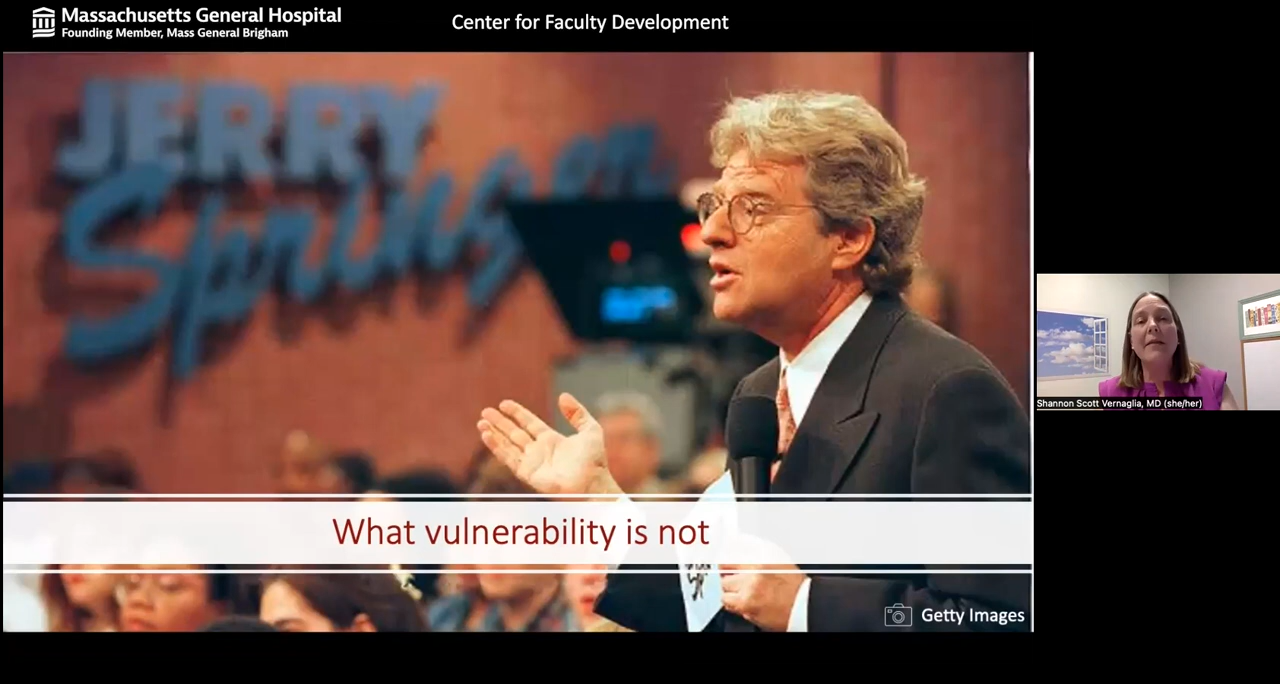 Massachusetts General Hospital
Founding Member, Mass General Brigham
Center for Faculty Development
JERRY
Springer
What vulnerability is not
Getty Images
Shannon Scott Vernaglia, MD (she/her)